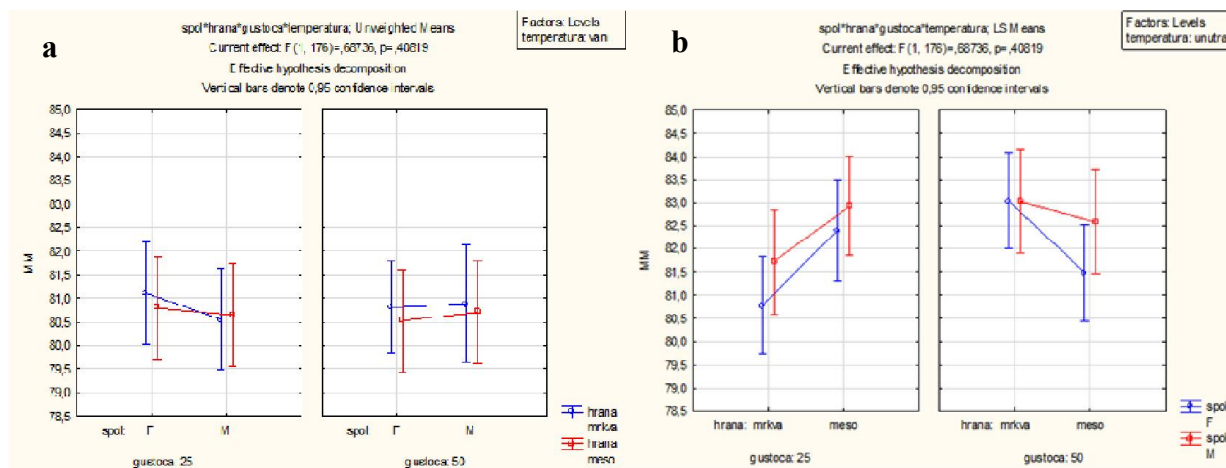 a
spol*hrana*gustoca*temperatura; Unweighted Means
Current effect: F(1, 176)=,68736, p=,40819
Effective hypothesis decomposition
Vertical bars denote 0,95 confidence intervals
Factors: Levels
temperatura: van
MM
85,0
84,5
84,0
83,5
83,0
82,5
82,0
81,5
81,0
80,5
80,0
79,5
79,0
78,5
spol: F M
gustoca: 25
spol: F M
gustoca: 50
hrana
mrkva
hrana
meso
b
spol*hrana*gustoca*temperatura; LS Means
Current effect: F(1, 176)=,68736, p=,40819
Effective hypothesis decomposition
Vertical bars denote 0,95 confidence intervals
Factors: Levels
temperatura: unutra
MM
85,0
84,5
84,0
83,5
83,0
82,5
82,0
81,5
81,0
80,5
80,0
79,5
79,0
78,5
hrana: mrkva meso
gustoca: 25
hrana: mrkva meso
gustoca: 50
spol
F
spol
M